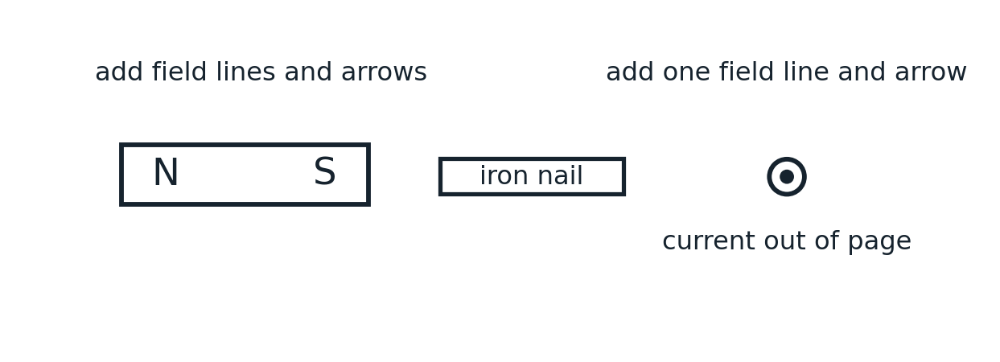 add field lines and arrows
add one field line and arrow
N
S
iron nail
current out of page